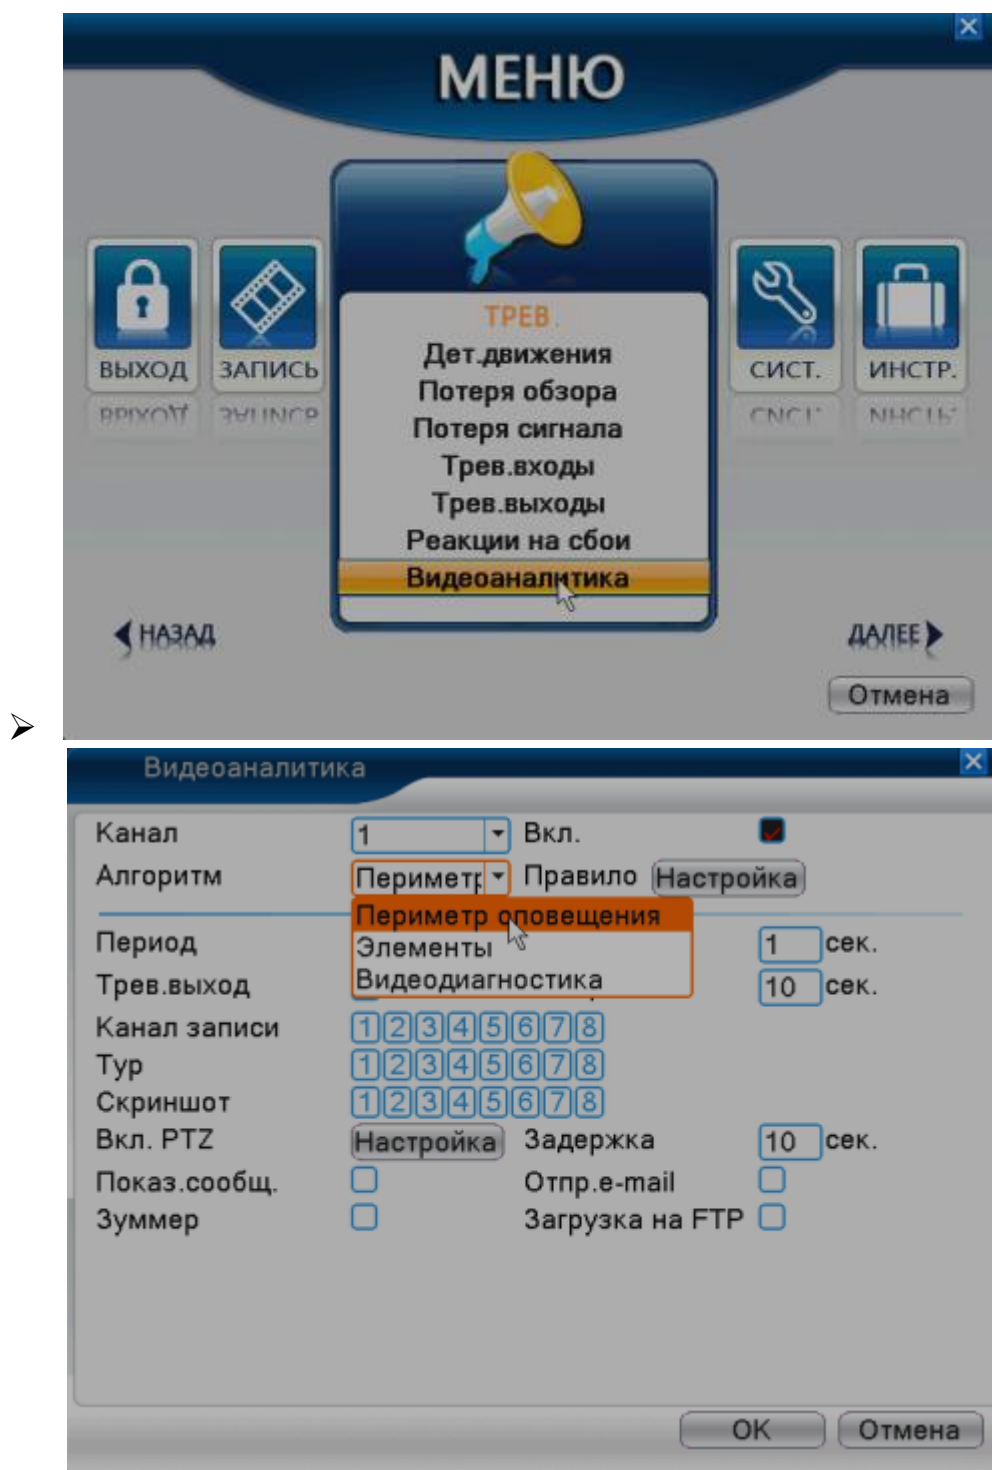 МЕНЮ
ТРЕВ.
Дет.движения
Потеря обзора
Потеря сигнала
Трев.входы
Трев.выходы
Реакции на сбои
Видеоаналитика
ВЫХОД
ЗАПИСЬ
СИСТ.
ИНСТР.
НАЗАД
ДАЛЕЕ
Отмена
Видеоаналитика
Канал 1 Вкл.
Алгоритм Периметр Правило Настройка
Периметр оповещения
Элементы
Видеодиагностика
Период 1 сек.
Трев.выход 10 сек.
Канал записи 1 2 3 4 5 6 7 8
Тур 1 2 3 4 5 6 7 8
Скриншот 1 2 3 4 5 6 7 8
Вкл. PTZ Настройка Задержка 10 сек.
Показ.сообщ. Отпр.e-mail
Зуммер Загрузка на FTP
OK Отмена